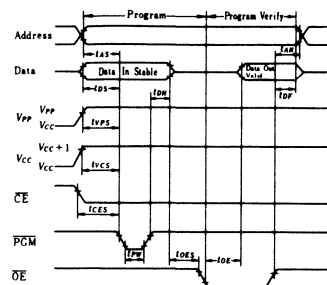 Program
Program Verify
Address
tAS
tAH
Data
Data In Stable
Data Out Valid
tDS
tDH
tDF
VPP
VPP
VCC
tVPS
VCC
VCC + 1
VCC
tVCS
CE
tCES
PGM
tPW
tOES
tOE
OE